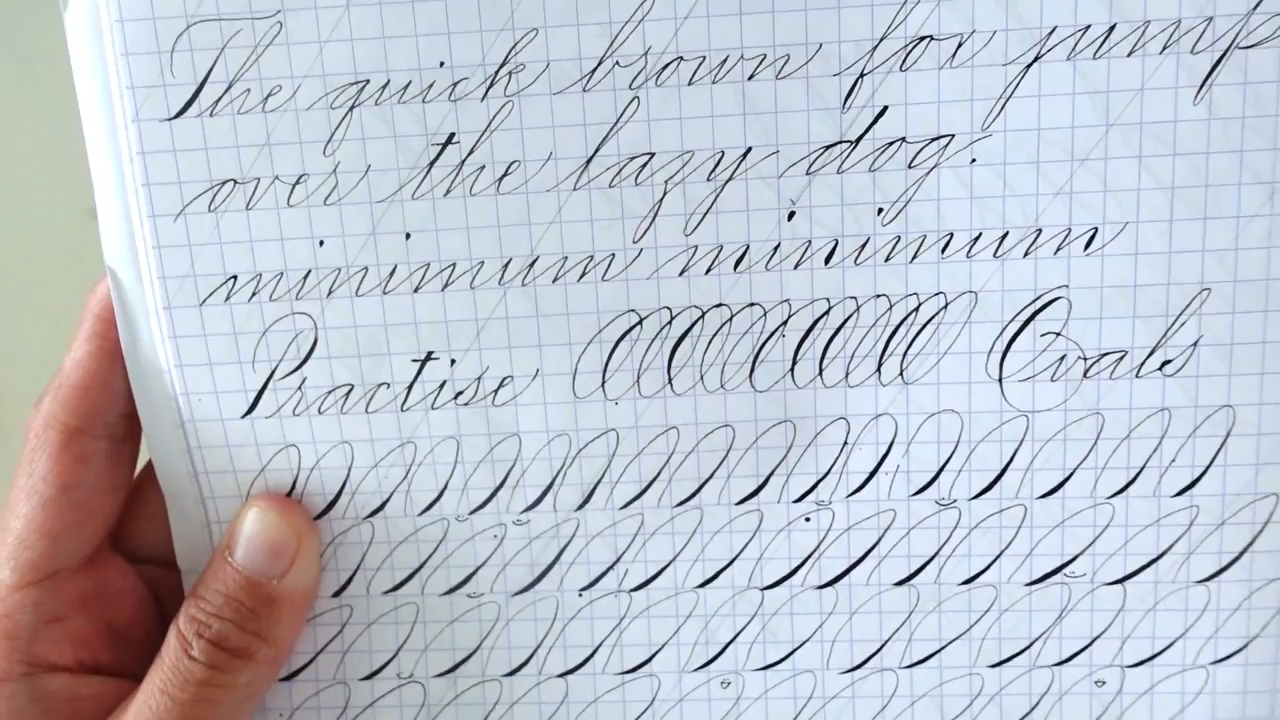 The quick brown fox jump
over the lazy dog.
minimum minimum
Practise Ovals